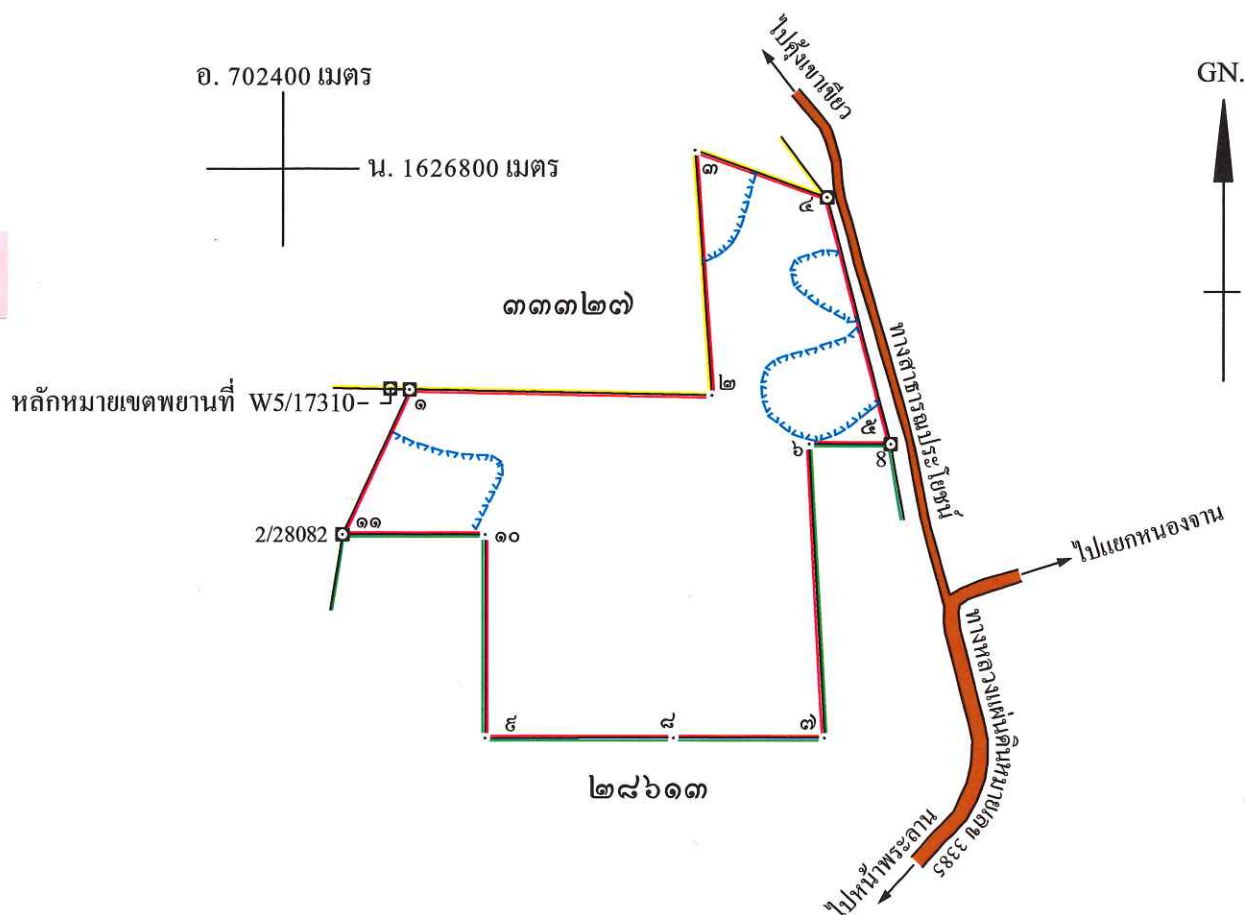 ไปคุ้งเขาเขียว
อ. 702400 เมตร
GN.
น. 1626800 เมตร
๓
๔
๓๓๓๒๗
ทางสาธารณประโยชน์
๒
หลักหมายเขตพยานที่ W5/17310
๑
๕
๖
2/28082
๑๑
๑๐
ไปแยกหนองจาน
ทางหลวงแผ่นดินหมายเลข 3385
๙
๘
๗
๒๘๖๑๓
ไปหน้าพระลาน